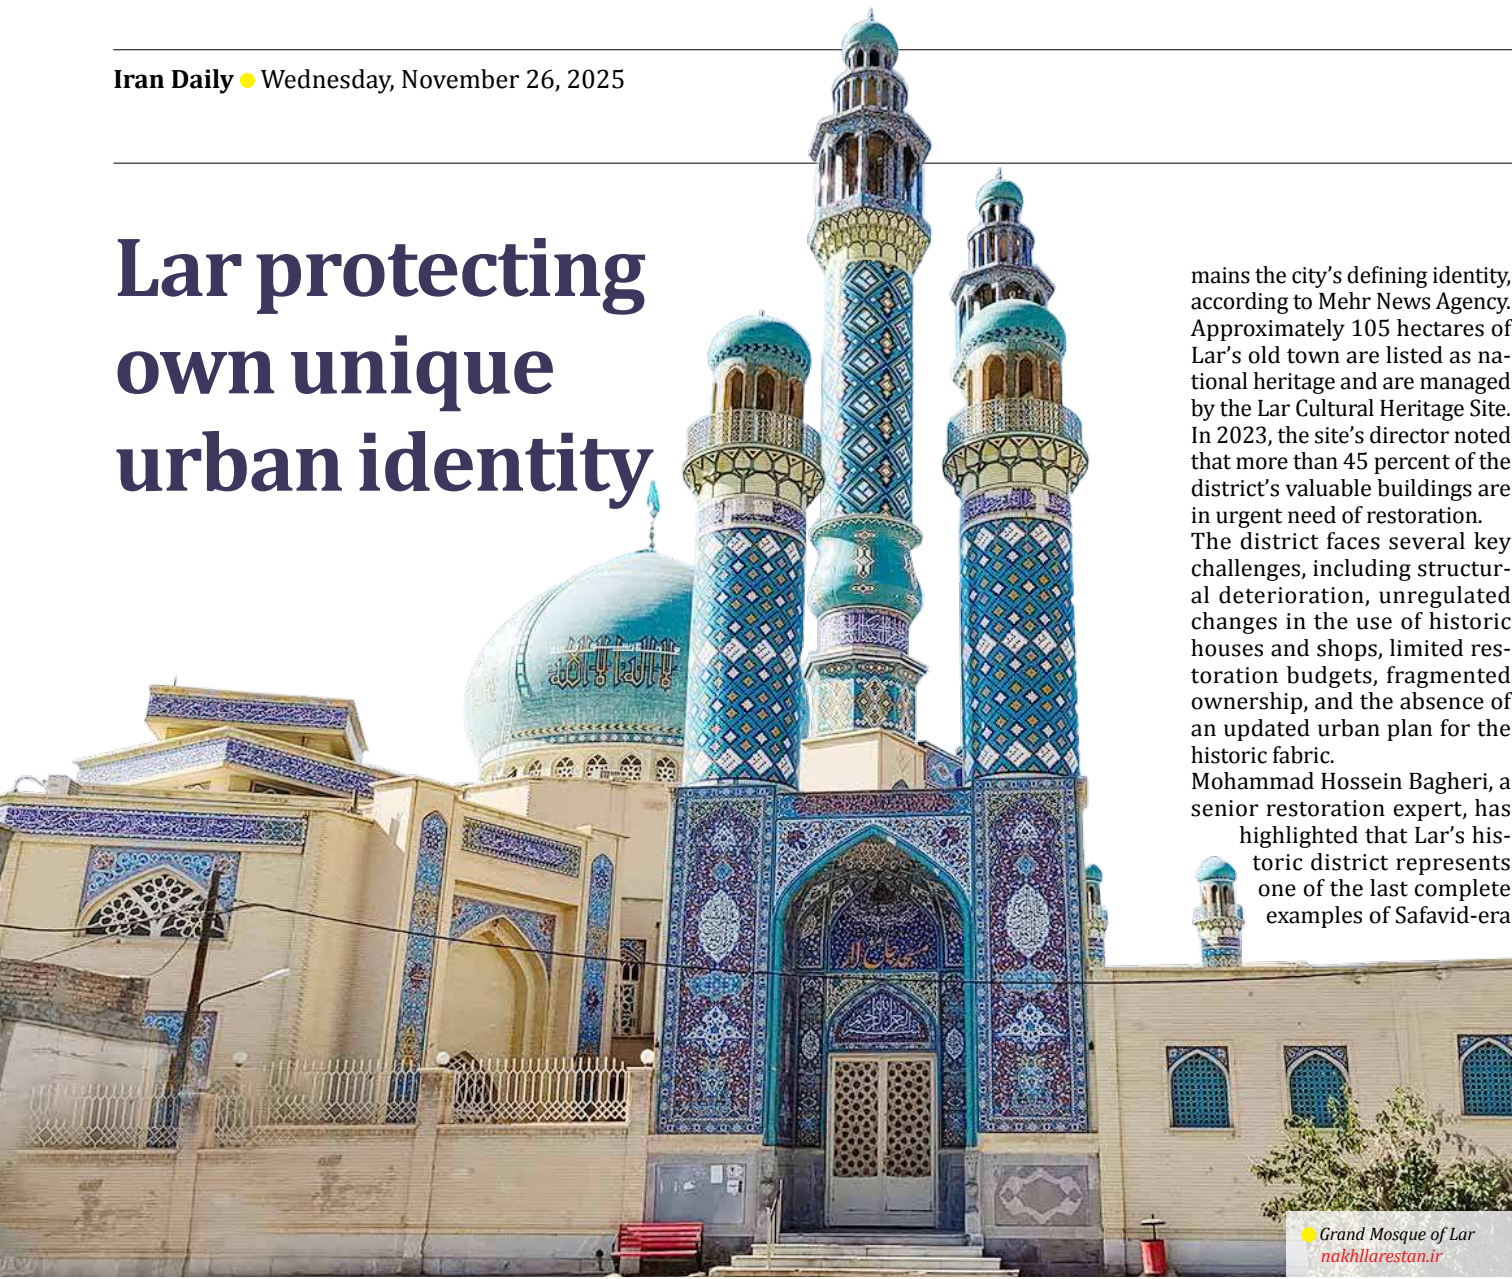 Iran Daily ● Wednesday, November 26, 2025
Lar protecting
own unique
urban identity
mains the city's defining identity,
according to Mehr News Agency.
Approximately 105 hectares of
Lar's old town are listed as na-
tional heritage and are managed
by the Lar Cultural Heritage Site.
In 2023, the site's director noted
that more than 45 percent of the
district's valuable buildings are
in urgent need of restoration.
The district faces several key
challenges, including structur-
al deterioration, unregulated
changes in the use of historic
houses and shops, limited res-
toration budgets, fragmented
ownership, and the absence of
an updated urban plan for the
historic fabric.
Mohammad Hossein Bagheri, a
senior restoration expert, has
highlighted that Lar's his-
toric district represents
one of the last complete
examples of Safavid-era
Grand Mosque of Lar
nakhllarestan.ir